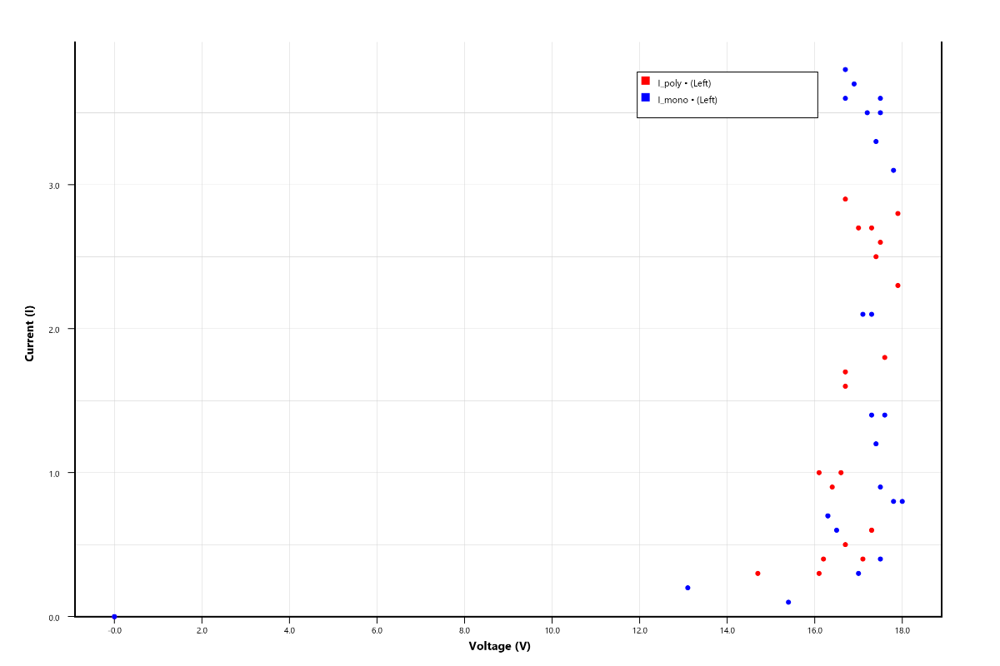 I_poly • (Left)
I_mono • (Left)
3.0
2.0
1.0
0.0
Current (I)
-0.0 2.0 4.0 6.0 8.0 10.0 12.0 14.0 16.0 18.0
Voltage (V)